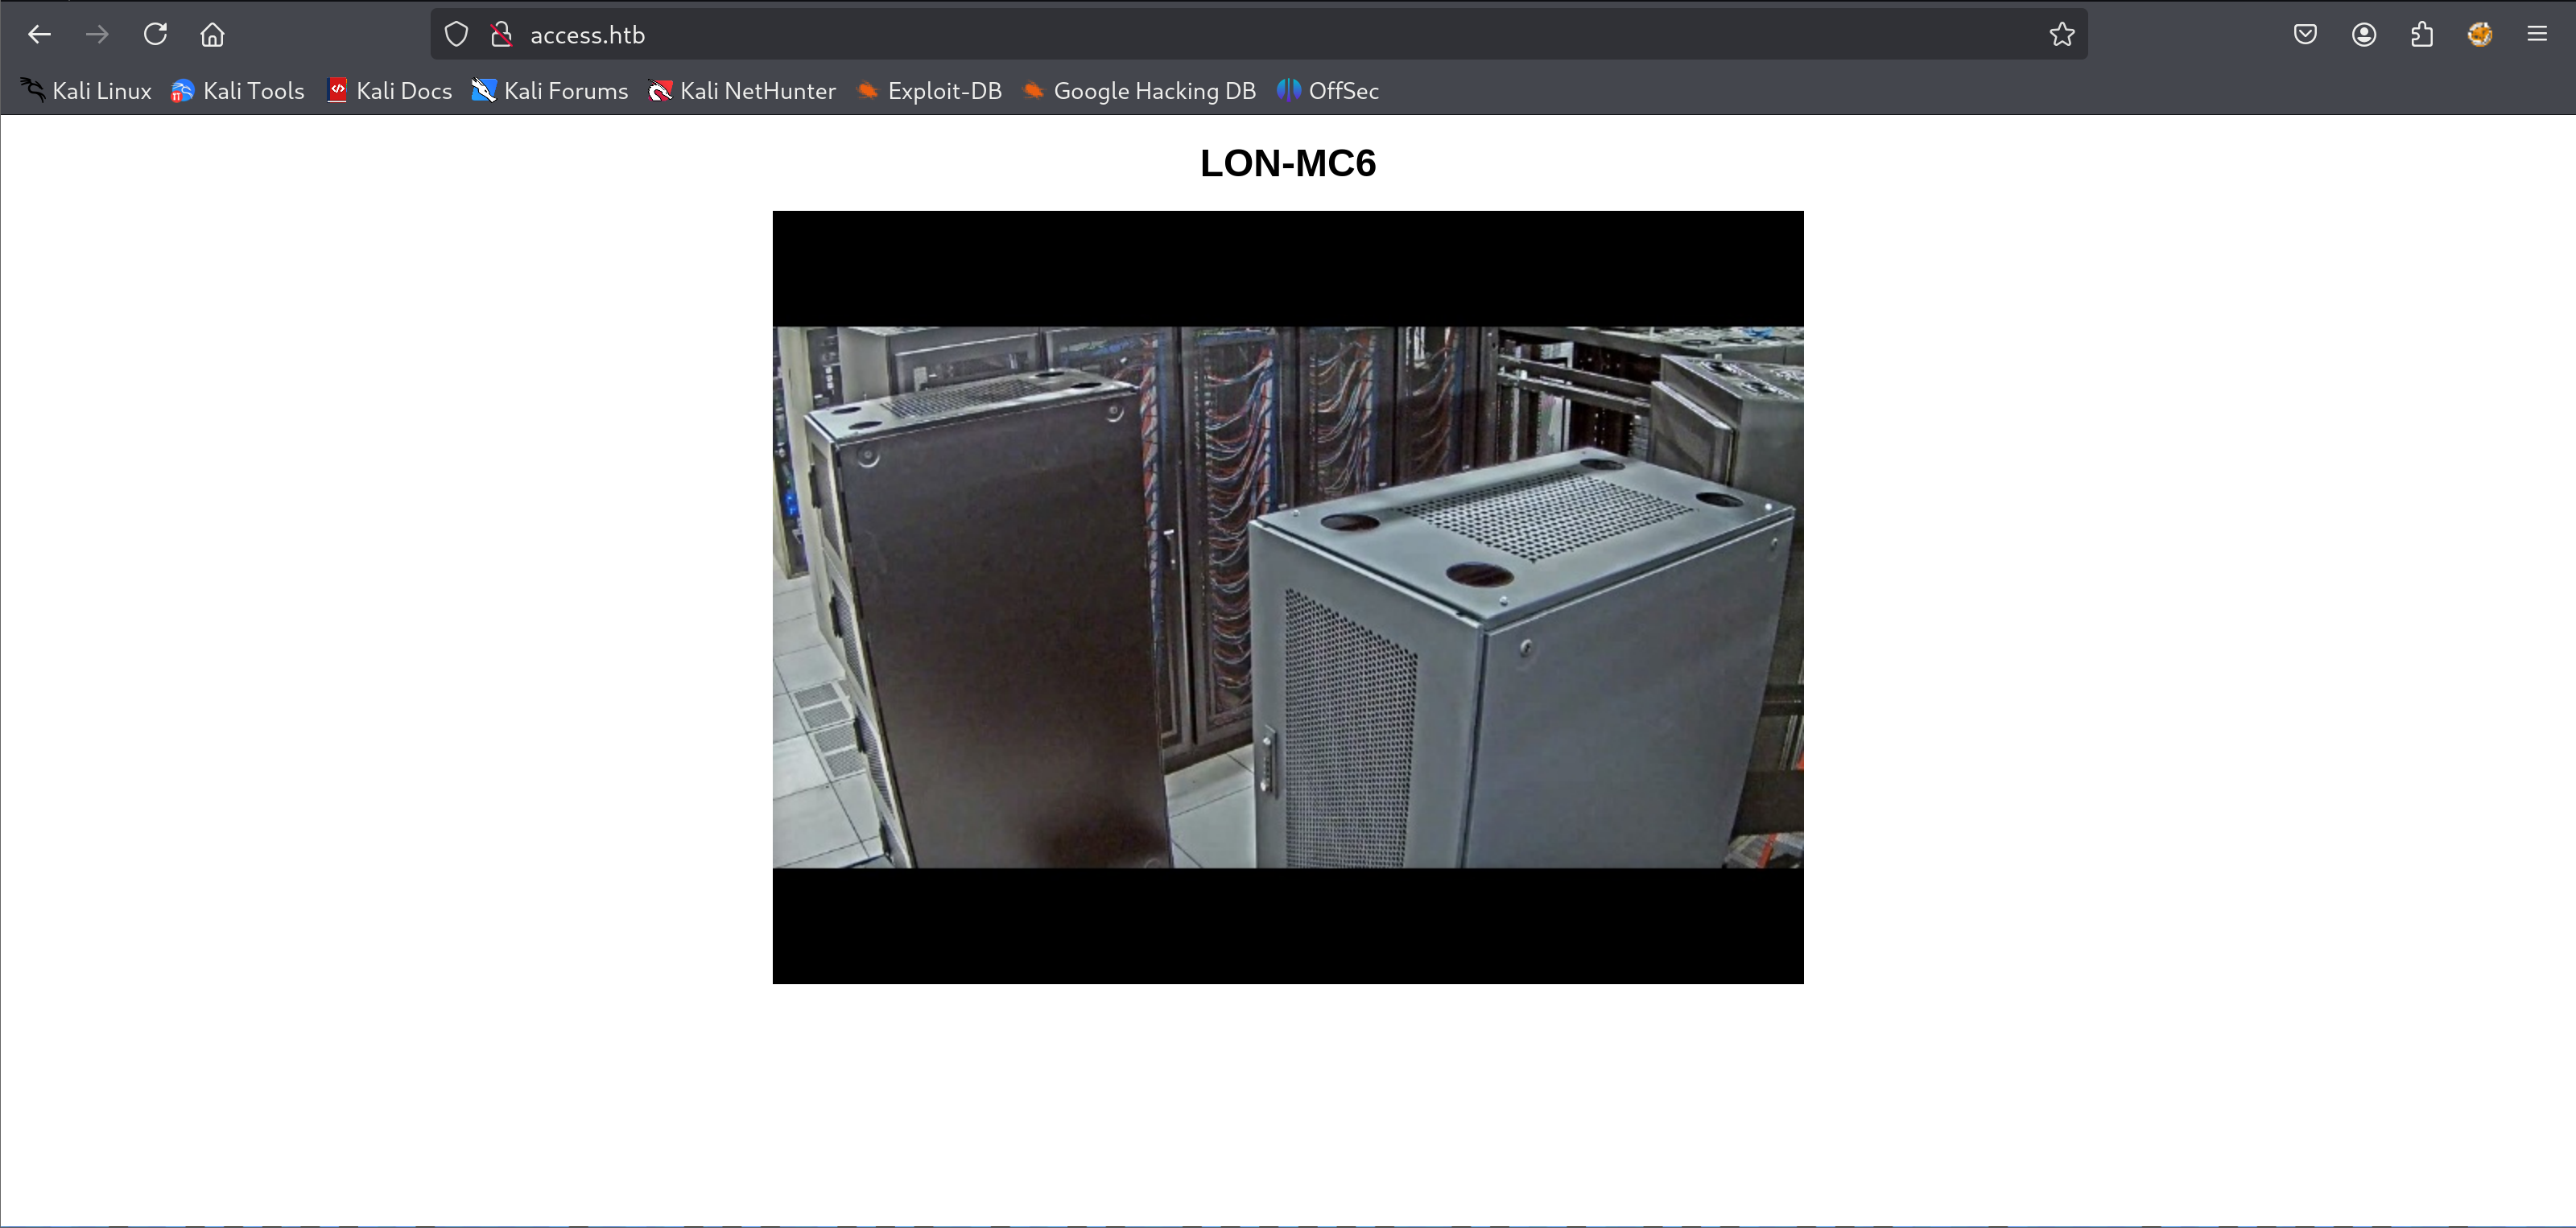 access.htb
Kali Linux Kali Tools Kali Docs Kali Forums Kali NetHunter Exploit-DB Google Hacking DB OffSec
LON-MC6